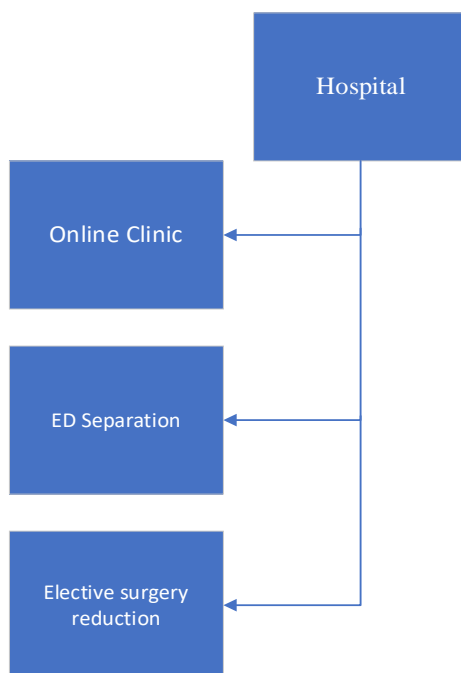 Hospital
Online Clinic
ED Separation
Elective surgery
reduction